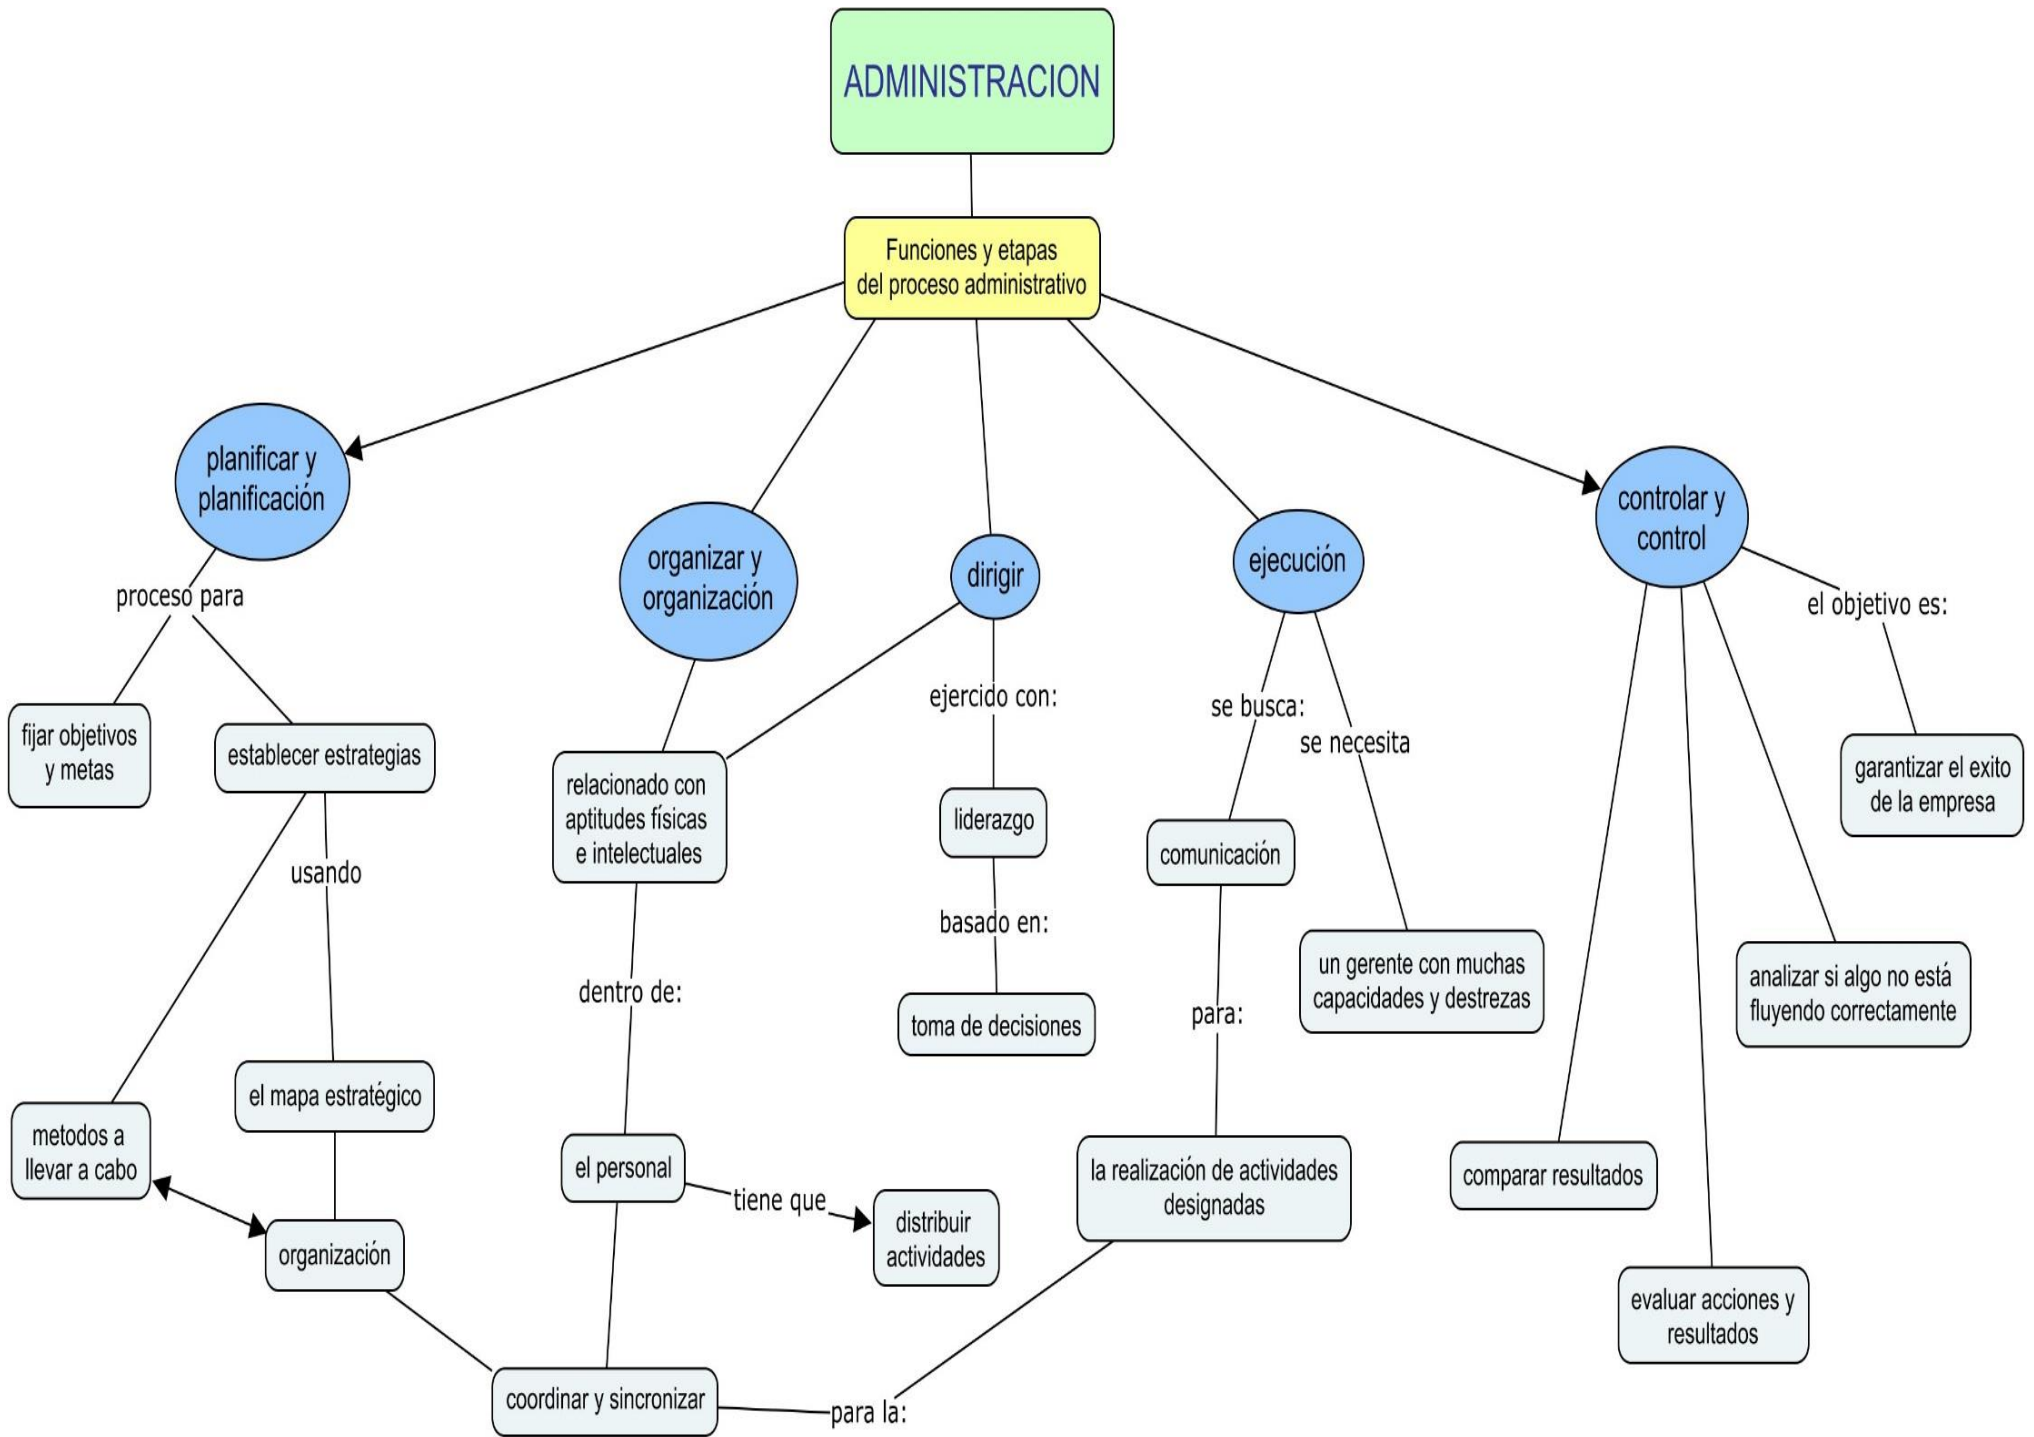 ADMINISTRACION
Funciones y etapas
del proceso administrativo
planificar y
planificación
organizar y
organización
dirigir
ejecución
controlar y
control
proceso para
el objetivo es:
fijar objetivos
y metas
establecer estrategias
ejercido con:
se busca:
se necesita
relacionado con
aptitudes físicas
e intelectuales
liderazgo
comunicación
garantizar el exito
de la empresa
usando
basado en:
dentro de:
toma de decisiones
para:
un gerente con muchas
capacidades y destrezas
analizar si algo no está
fluyendo correctamente
el mapa estratégico
metodos a
llevar a cabo
el personal
tiene que
distribuir
actividades
la realización de actividades
designadas
comparar resultados
organización
evaluar acciones y
resultados
coordinar y sincronizar
para la: